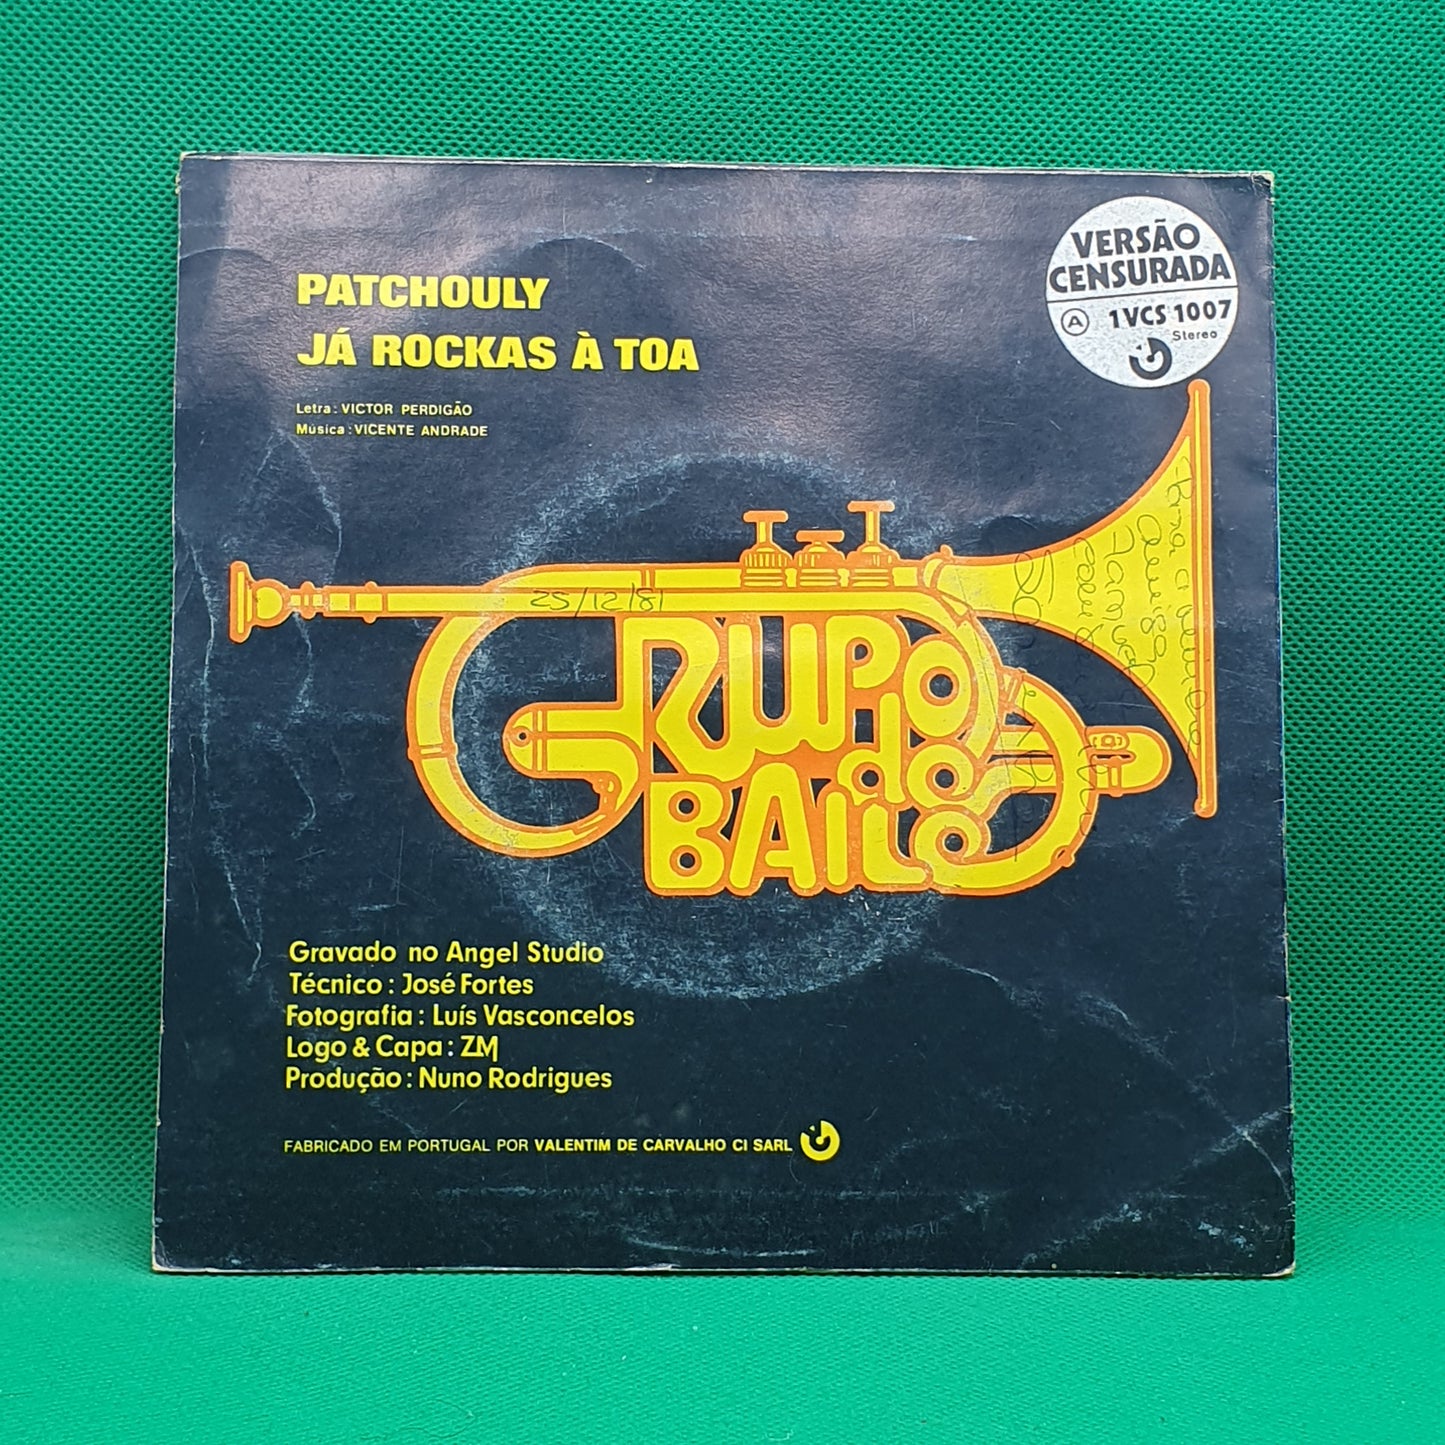 PATCHOULY
JÁ ROCKAS À TOA
Letra: VICTOR PERDIGÃO
Música: VICENTE ANDRADE
VERSÃO
CENSURADA
A 1VCS 1007
Stereo
25/12/81
GRUPO
do
BAILE
Gravado no Angel Studio
Técnico: José Fortes
Fotografia: Luís Vasconcelos
Logo & Capa: ZM
Produção: Nuno Rodrigues
FABRICADO EM PORTUGAL POR VALENTIM DE CARVALHO CI SARL